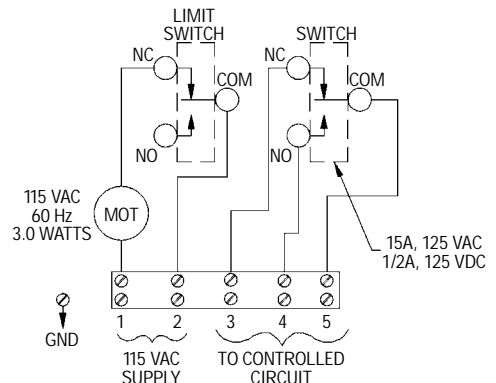 LIMIT
SWITCH
SWITCH
NC
COM
NC
COM
NO
NO
115 VAC
60 Hz
3.0 WATTS
MOT
15A, 125 VAC
1/2A, 125 VDC
1 2 3 4 5
GND
115 VAC
SUPPLY
TO CONTROLLED
CIRCUIT